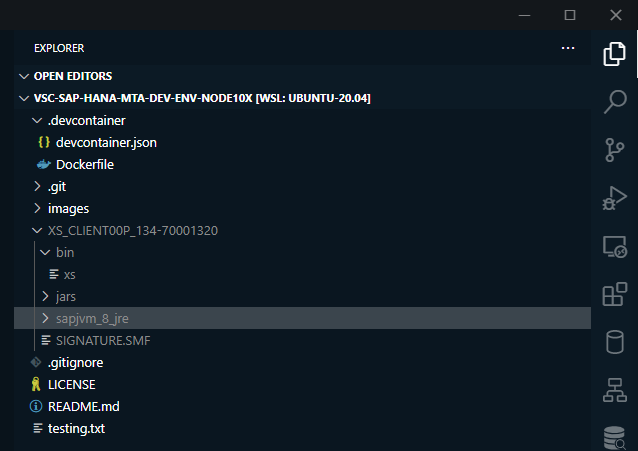 EXPLORER
OPEN EDITORS
VSC-SAP-HANA-MTA-DEV-ENV-NODE10X [WSL: UBUNTU-20.04]
.devcontainer
devcontainer.json
Dockerfile
.git
images
XS_CLIENT00P_134-70001320
bin
xs
jars
sapjvm_8_jre
SIGNATURE.SMF
.gitignore
LICENSE
README.md
testing.txt